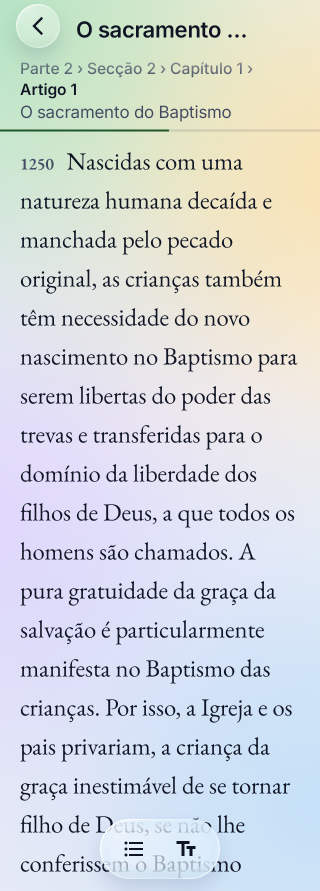 O sacramento ...
Parte 2 › Secção 2 › Capítulo 1 ›
Artigo 1
O sacramento do Baptismo
1250 Nascidas com uma
natureza humana decaída e
manchada pelo pecado
original, as crianças também
têm necessidade do novo
nascimento no Baptismo para
serem libertas do poder das
trevas e transferidas para o
domínio da liberdade dos
filhos de Deus, a que todos os
homens são chamados. A
pura gratuidade da graça da
salvação é particularmente
manifesta no Baptismo das
crianças. Por isso, a Igreja e os
pais privariam, a criança da
graça inestimável de se tornar
filho de Deus, se não lhe
conferissem o Baptismo